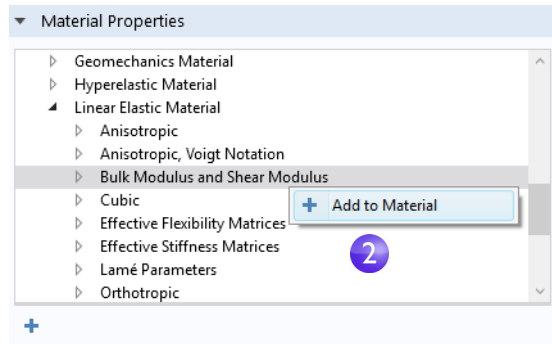 Material Properties
Geomechanics Material
Hyperelastic Material
Linear Elastic Material
Anisotropic
Anisotropic, Voigt Notation
Bulk Modulus and Shear Modulus
Cubic
Add to Material
Effective Flexibility Matrices
Effective Stiffness Matrices
2
Lamé Parameters
Orthotropic